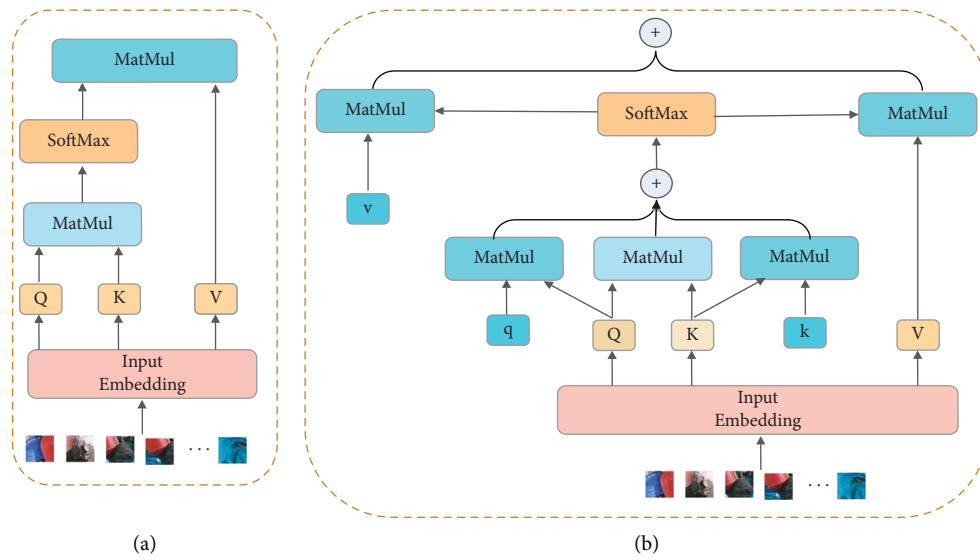 MatMul
SoftMax
MatMul
Q
K
V
Input
Embedding
...
(a)
+
MatMul
SoftMax
MatMul
+
v
MatMul
MatMul
MatMul
q
Q
K
k
V
Input
Embedding
...
(b)